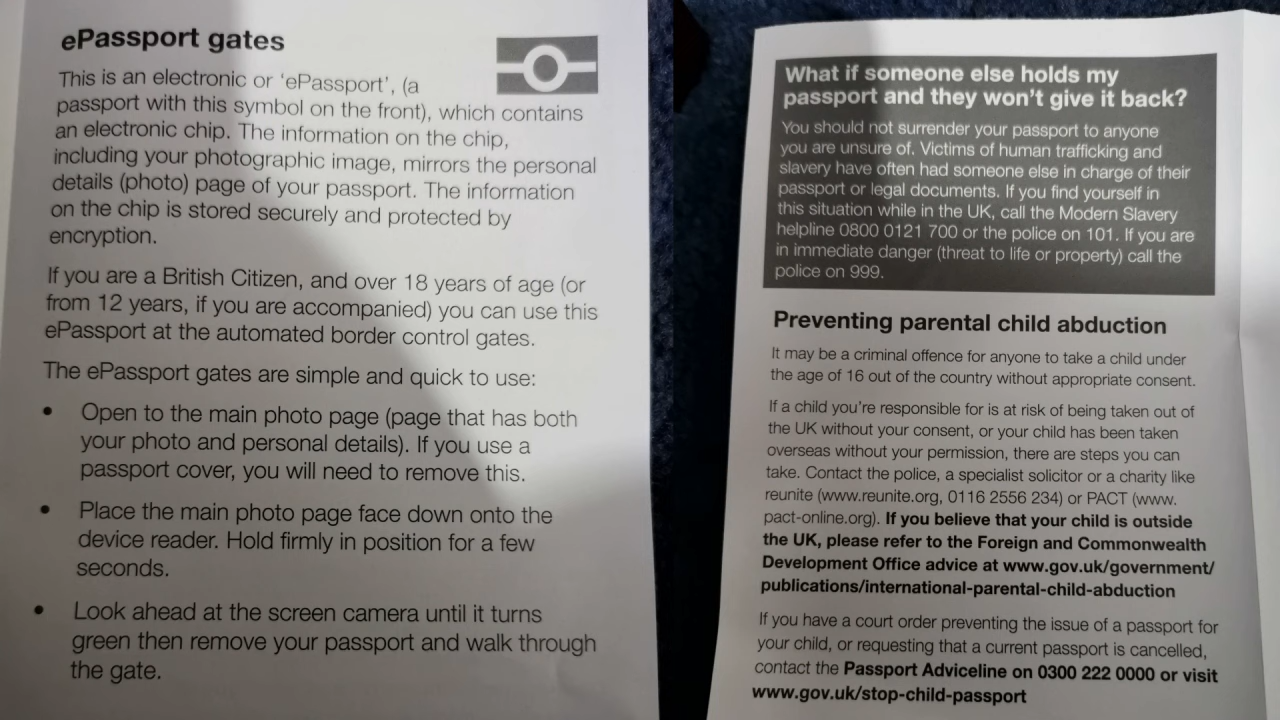 ePassport gates
This is an electronic or ‘ePassport’, (a
passport with this symbol on the front), which contains
an electronic chip. The information on the chip,
including your photographic image, mirrors the personal
details (photo) page of your passport. The information
on the chip is stored securely and protected by
encryption.
If you are a British Citizen, and over 18 years of age (or
from 12 years, if you are accompanied) you can use this
ePassport at the automated border control gates.
The ePassport gates are simple and quick to use:
• Open to the main photo page (page that has both
your photo and personal details). If you use a
passport cover, you will need to remove this.
• Place the main photo page face down onto the
device reader. Hold firmly in position for a few
seconds.
• Look ahead at the screen camera until it turns
green then remove your passport and walk through
the gate.
What if someone else holds my
passport and they won’t give it back?
You should not surrender your passport to anyone
you are unsure of. Victims of human trafficking and
slavery have often had someone else in charge of their
passport or legal documents. If you find yourself in
this situation while in the UK, call the Modern Slavery
helpline 0800 0121 700 or the police on 101. If you are
in immediate danger (threat to life or property) call the
police on 999.
Preventing parental child abduction
It may be a criminal offence for anyone to take a child under
the age of 16 out of the country without appropriate consent.
If a child you’re responsible for is at risk of being taken out of
the UK without your consent, or your child has been taken
overseas without your permission, there are steps you can
take. Contact the police, a specialist solicitor or a charity like
reunite (www.reunite.org, 0116 2556 234) or PACT (www.
pact-online.org). If you believe that your child is outside
the UK, please refer to the Foreign and Commonwealth
Development Office advice at www.gov.uk/government/
publications/international-parental-child-abduction
If you have a court order preventing the issue of a passport for
your child, or requesting that a current passport is cancelled,
contact the Passport Adviceline on 0300 222 0000 or visit
www.gov.uk/stop-child-passport